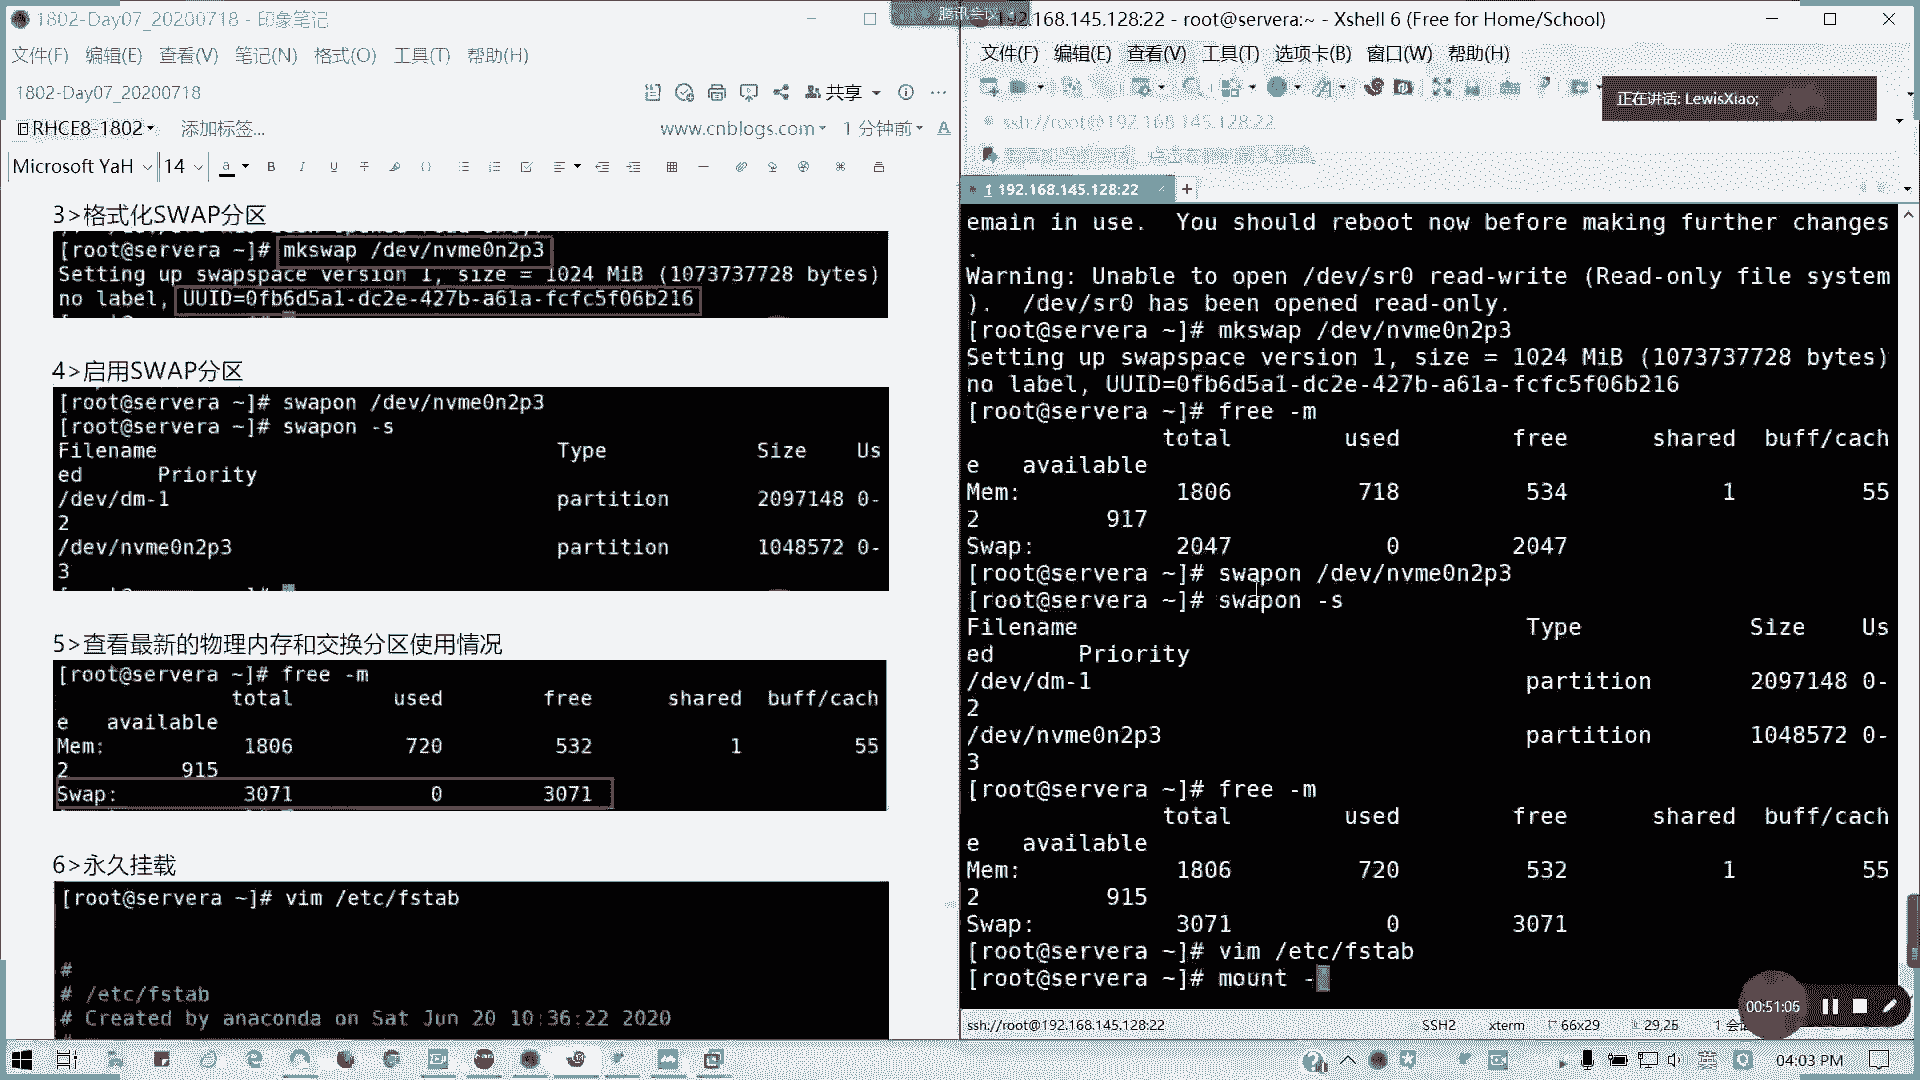 1802-Day07_20200718 - 印象笔记
文件(F) 编辑(E) 查看(V) 笔记(N) 格式(O) 工具(T) 帮助(H)
1802-Day07_20200718
共享
RHCE8-1802 添加标签...
www.cnblogs.com 1 分钟前
Microsoft YaH 14
3>格式化SWAP分区
[root@servera ~]# mkswap /dev/nvme0n2p3
Setting up swapspace version 1, size = 1024 MiB (1073737728 bytes)
no label, UUID=0fb6d5a1-dc2e-427b-a61a-fcfc5f06b216
4>启用SWAP分区
[root@servera ~]# swapon /dev/nvme0n2p3
[root@servera ~]# swapon -s
Filename Type Size Us
ed Priority
/dev/dm-1 partition 2097148 0-
2
/dev/nvme0n2p3 partition 1048572 0-
3
5>查看最新的物理内存和交换分区使用情况
[root@servera ~]# free -m
total used free shared buff/cach
e available
Mem: 1806 720 532 1 55
2 915
Swap: 3071 0 3071
6>永久挂载
[root@servera ~]# vim /etc/fstab
#
# /etc/fstab
# Created by anaconda on Sat Jun 20 10:36:22 2020
腾讯会议
192.168.145.128:22 - root@servera:~ - Xshell 6 (Free for Home/School)
文件(F) 编辑(E) 查看(V) 工具(T) 选项卡(B) 窗口(W) 帮助(H)
正在讲话: LewisXiao;
ssh://root@192.168.145.128:22
1 192.168.145.128:22
emain in use. You should reboot now before making further changes
.
Warning: Unable to open /dev/sr0 read-write (Read-only file system
). /dev/sr0 has been opened read-only.
[root@servera ~]# mkswap /dev/nvme0n2p3
Setting up swapspace version 1, size = 1024 MiB (1073737728 bytes)
no label, UUID=0fb6d5a1-dc2e-427b-a61a-fcfc5f06b216
[root@servera ~]# free -m
total used free shared buff/cach
e available
Mem: 1806 718 534 1 55
2 917
Swap: 2047 0 2047
[root@servera ~]# swapon /dev/nvme0n2p3
[root@servera ~]# swapon -s
Filename Type Size Us
ed Priority
/dev/dm-1 partition 2097148 0-
2
/dev/nvme0n2p3 partition 1048572 0-
3
[root@servera ~]# free -m
total used free shared buff/cach
e available
Mem: 1806 720 532 1 55
2 915
Swap: 3071 0 3071
[root@servera ~]# vim /etc/fstab
[root@servera ~]# mount -
00:51:06
ssh://root@192.168.145.128:22 SSH2 xterm 66x29 29,25
英 04:03 PM